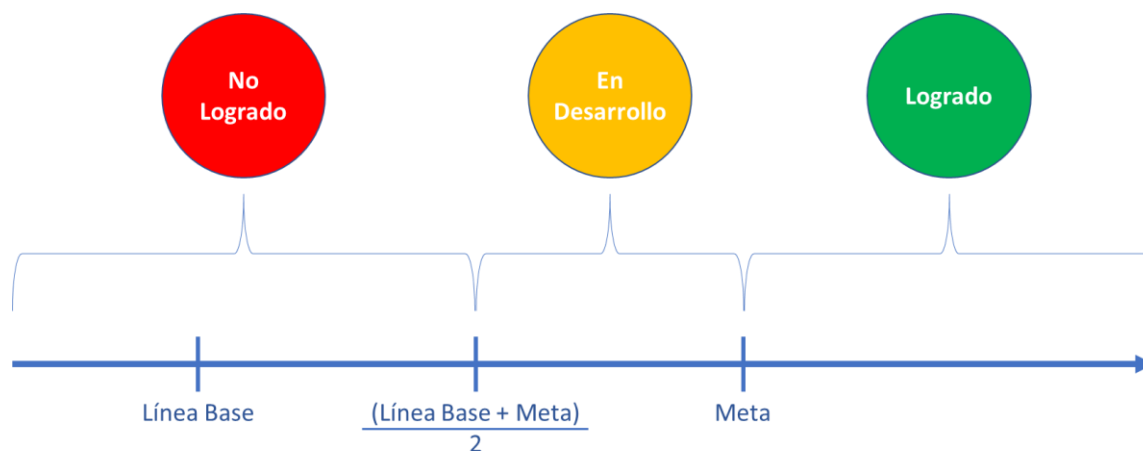 No
Logrado
En
Desarrollo
Logrado
Línea Base
(Línea Base + Meta)
2
Meta